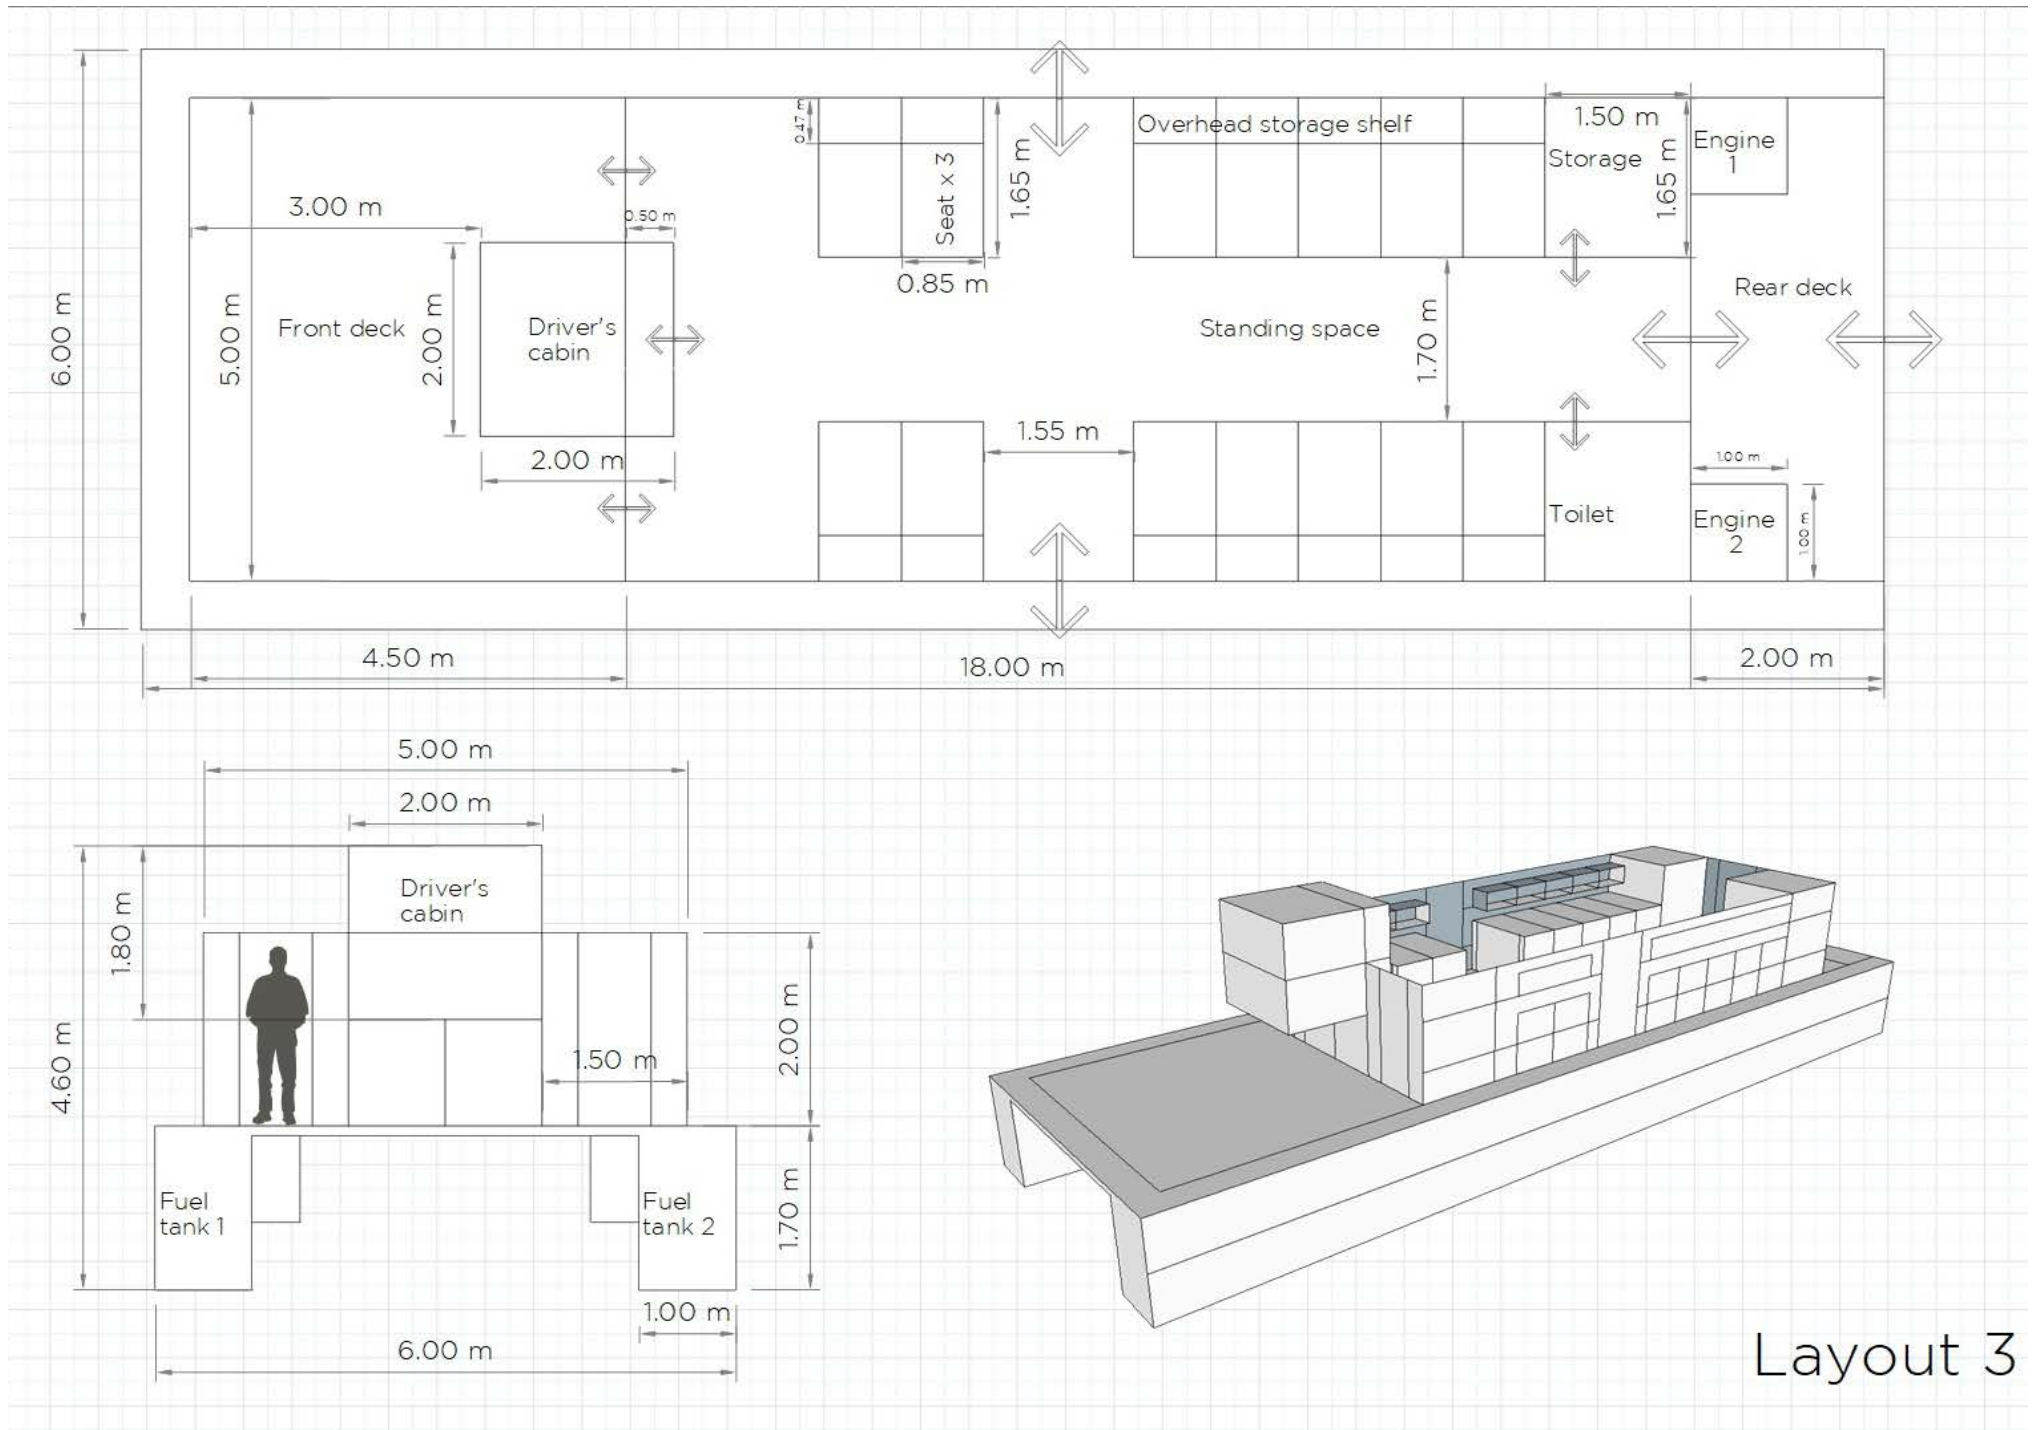 0.47 m
Overhead storage shelf
1.50 m
Storage
Engine
1
Seat x 3
1.65 m
1.65 m
3.00 m
0.50 m
0.85 m
6.00 m
5.00 m
Front deck
2.00 m
Driver's
cabin
Standing space
1.70 m
Rear deck
2.00 m
1.55 m
1.00 m
Toilet
Engine
2
1.00 m
4.50 m
18.00 m
2.00 m
5.00 m
2.00 m
Driver's
cabin
1.80 m
4.60 m
1.50 m
2.00 m
Fuel
tank 1
Fuel
tank 2
1.70 m
1.00 m
6.00 m
Layout 3